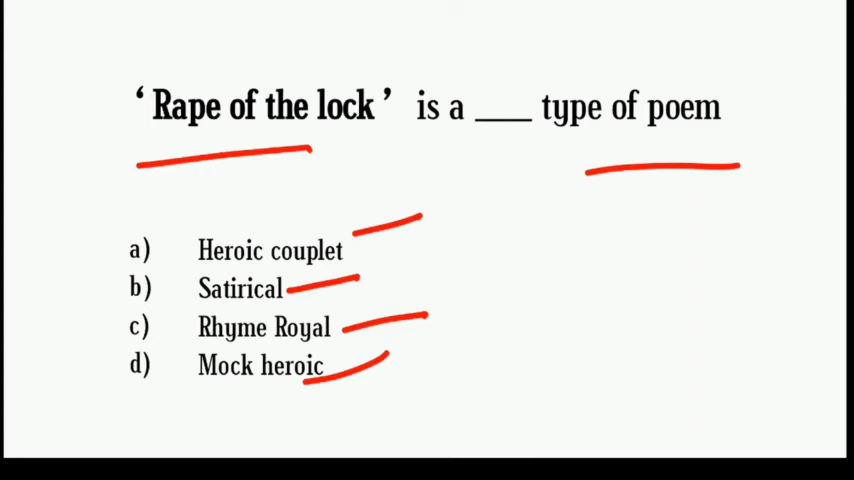 ‘Rape of the lock’ is a ____ type of poem
a) Heroic couplet
b) Satirical
c) Rhyme Royal
d) Mock heroic